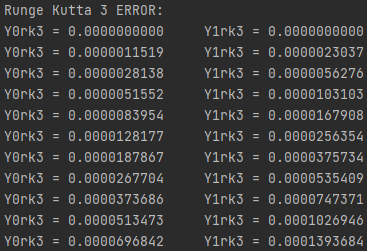 Runge Kutta 3 ERROR:
Y0rk3 = 0.0000000000     Y1rk3 = 0.0000000000
Y0rk3 = 0.0000011519     Y1rk3 = 0.0000023037
Y0rk3 = 0.0000028138     Y1rk3 = 0.0000056276
Y0rk3 = 0.0000051552     Y1rk3 = 0.0000103103
Y0rk3 = 0.0000083954     Y1rk3 = 0.0000167908
Y0rk3 = 0.0000128177     Y1rk3 = 0.0000256354
Y0rk3 = 0.0000187867     Y1rk3 = 0.0000375734
Y0rk3 = 0.0000267704     Y1rk3 = 0.0000535409
Y0rk3 = 0.0000373686     Y1rk3 = 0.0000747371
Y0rk3 = 0.0000513473     Y1rk3 = 0.0001026946
Y0rk3 = 0.0000696842     Y1rk3 = 0.0001393684